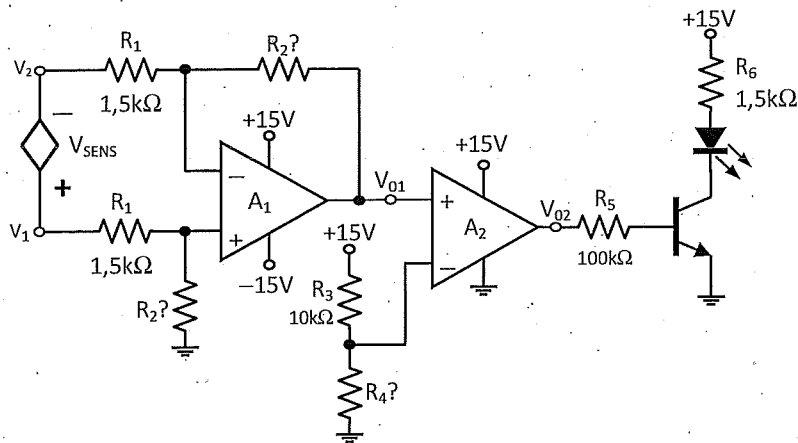 +15V
R₁
R₂?
R₆
V₂
1,5kΩ
1,5kΩ
+15V
−
V_SENS
+
−
A₁
+
+15V
V₀₁
+
A₂
−
V₀₂
R₅
100kΩ
V₁
R₁
1,5kΩ
−15V
+15V
R₃
10kΩ
R₂?
R₄?